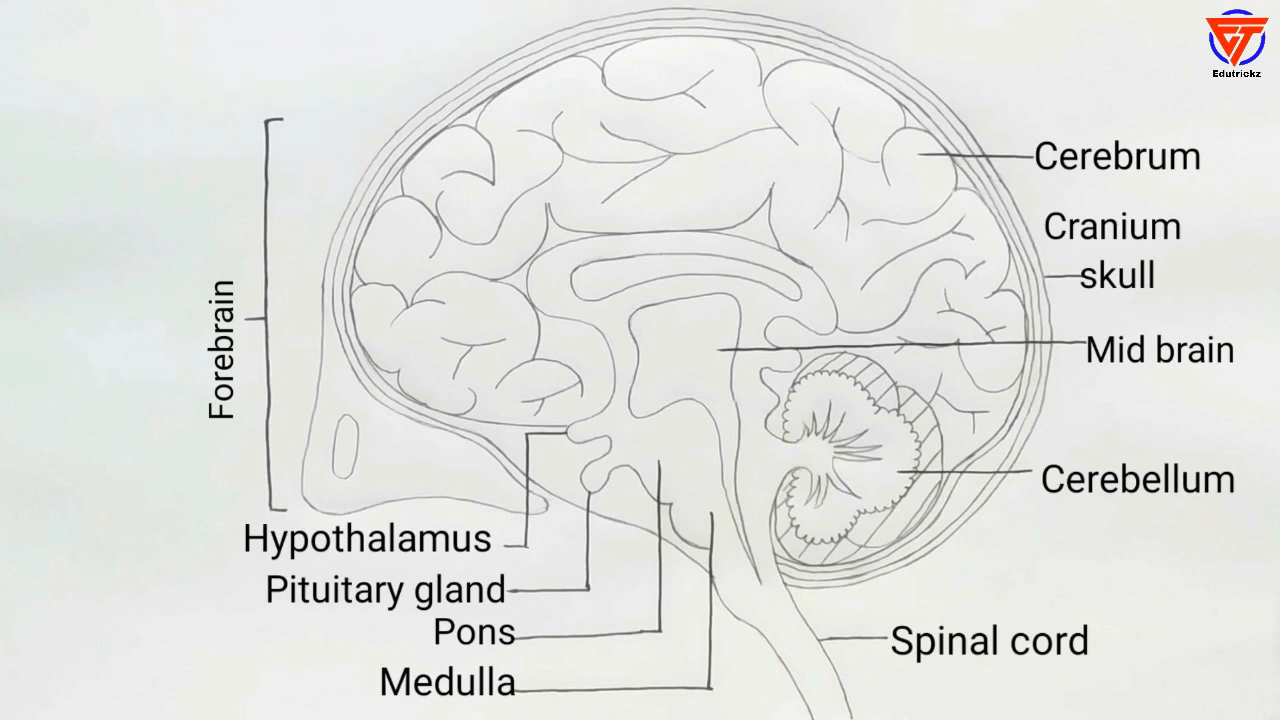 Edutrickz
Cerebrum
Cranium
skull
Mid brain
Cerebellum
Spinal cord
Forebrain
Hypothalamus
Pituitary gland
Pons
Medulla